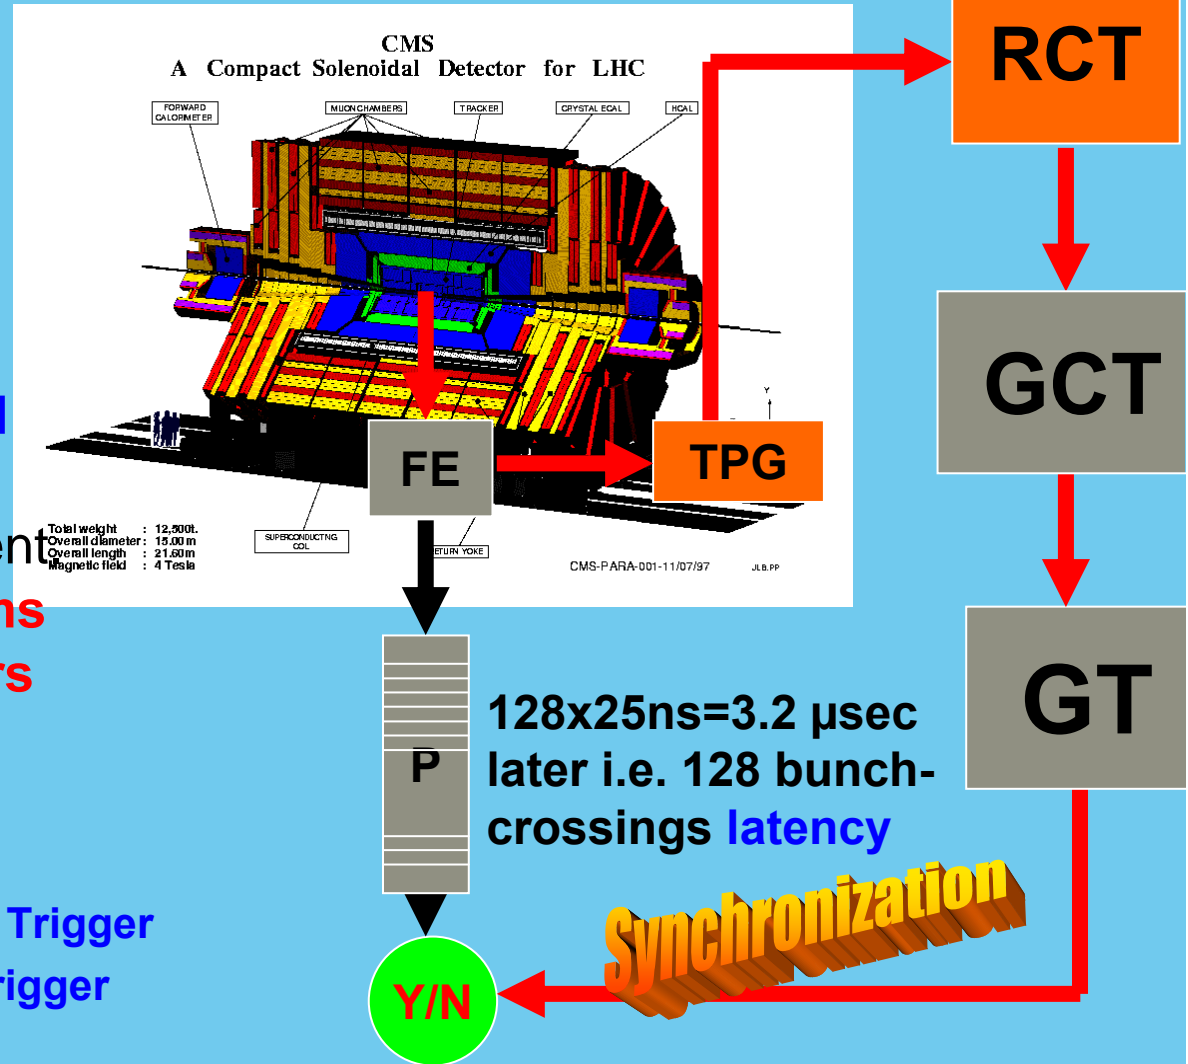 CMS
A Compact Solenoidal Detector for LHC
FORWARD
CALORIMETER
MUON CHAMBERS
TRACKER
CRYSTAL ECAL
HCAL
RCT
GCT
Y
FE
TPG
Total weight : 12,500t.
Overall diameter : 15.00 m
Overall length : 21.60 m
Magnetic field : 4 Tesla
SUPERCONDUCTING
COIL
ETURN YOKE
CMS-PARA-001-11/07/97
JLB.PP
ent,
ns
rs
GT
P
128x25ns=3.2 µsec
later i.e. 128 bunch-
crossings latency
Synchronization
Trigger
rigger
Y/N